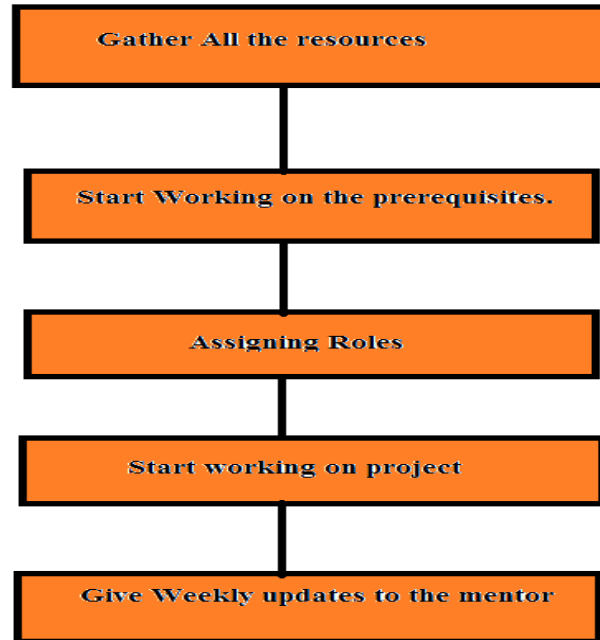 Gather All the resources
Start Working on the prerequisites.
Assigning Roles
Start working on project
Give Weekly updates to the mentor